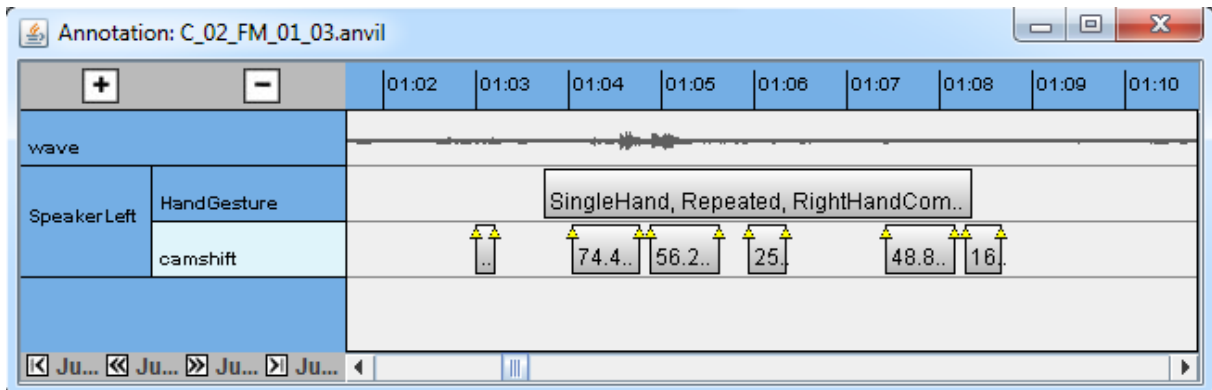 Annotation: C_02_FM_01_03.anvil
+ - 01:02 01:03 01:04 01:05 01:06 01:07 01:08 01:09 01:10
wave
SpeakerLeft HandGesture SingleHand, Repeated, RightHandCom..
camshift .. 74.4.. 56.2.. 25. 48.8.. 16.
Ju... Ju... Ju... Ju...